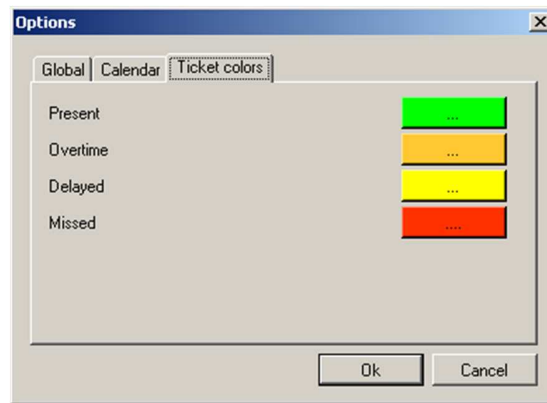 Options
Global Calendar Ticket colors
Present ...
Overtime ...
Delayed ...
Missed ....
Ok Cancel